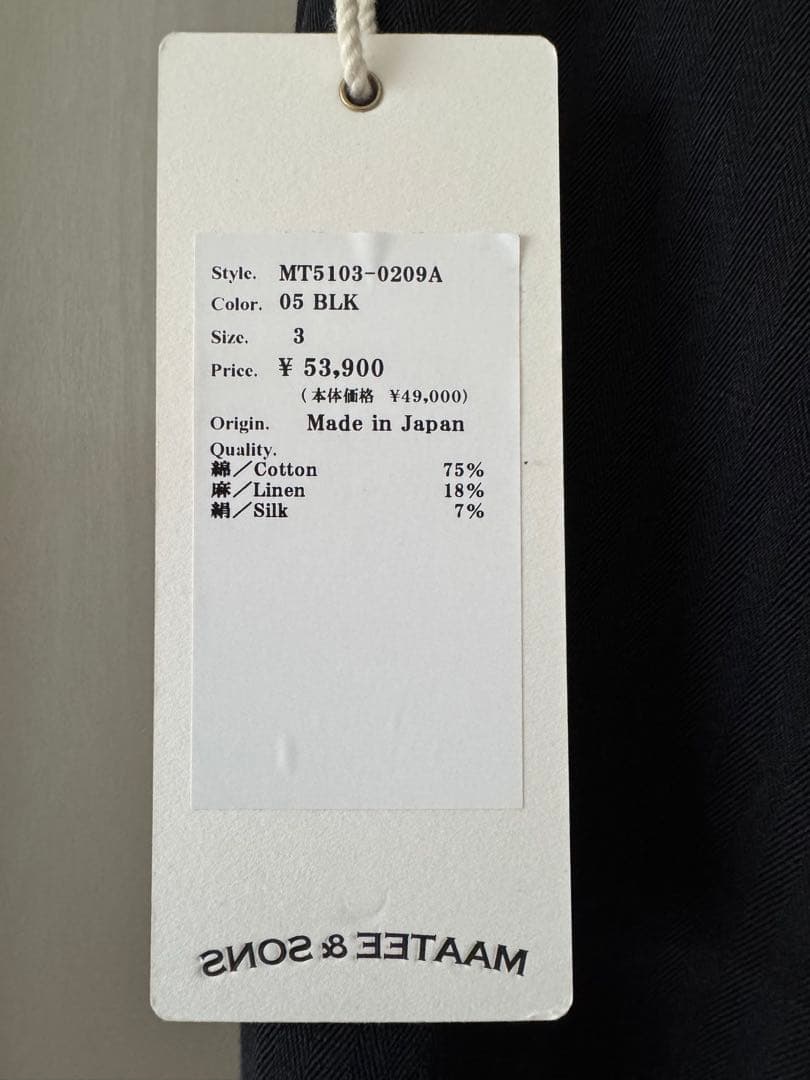 Style. MT5103-0209A
Color. 05 BLK
Size. 3
Price. ¥ 53,900
(本体価格 ¥49,000)
Origin. Made in Japan
Quality.
綿／Cotton 75%
麻／Linen 18%
絹／Silk 7%
MAATEE & SONS